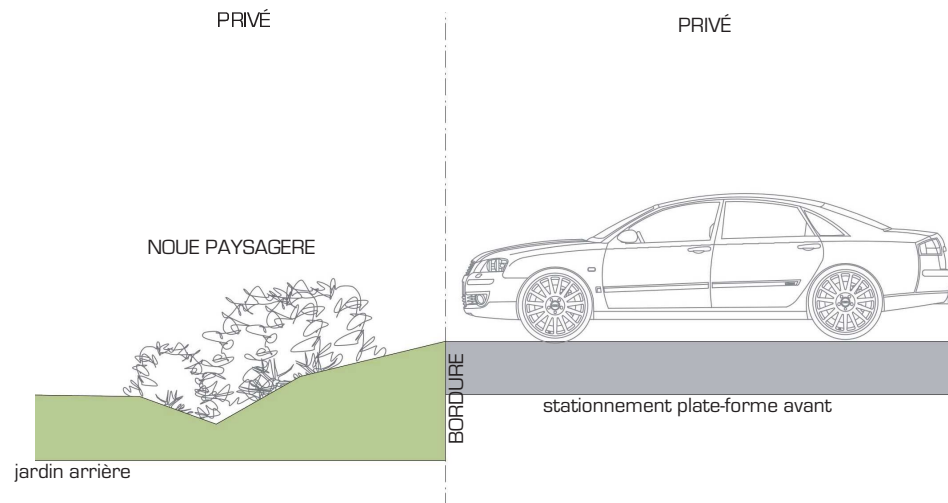 PRIVÉ
PRIVÉ
NOUE PAYSAGERE
BORDURE
stationnement plate-forme avant
jardin arrière